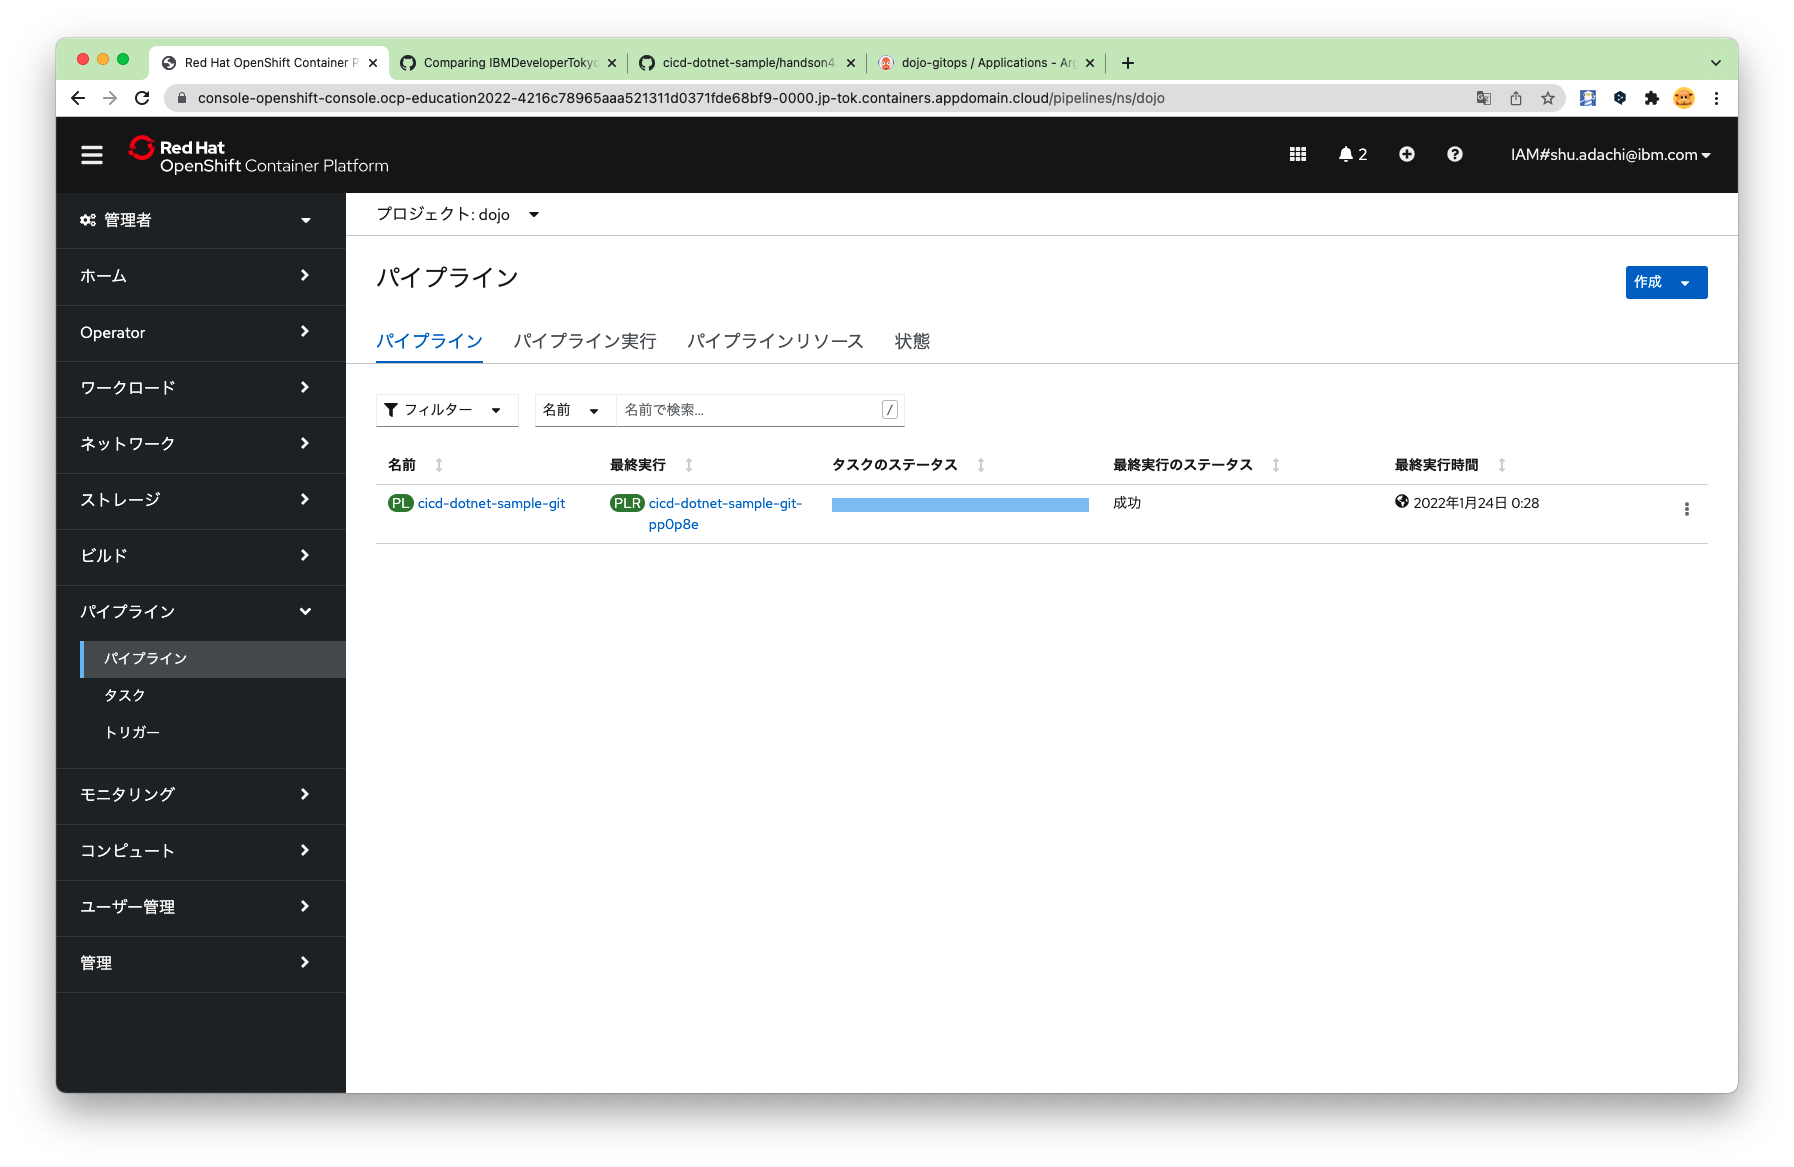 Red Hat OpenShift Container P
Comparing IBMDeveloperTokyo
cicd-dotnet-sample/handson4
dojo-gitops / Applications - Arg
console-openshift-console.ocp-education2022-4216c78965aaa521311d0371fde68bf9-0000.jp-tok.containers.appdomain.cloud/pipelines/ns/dojo
Red Hat
OpenShift Container Platform
2
IAM#shu.adachi@ibm.com
管理者
ホーム
Operator
ワークロード
ネットワーク
ストレージ
ビルド
パイプライン
パイプライン
タスク
トリガー
モニタリング
コンピュート
ユーザー管理
管理
プロジェクト: dojo
パイプライン
作成
パイプライン
パイプライン実行
パイプラインリソース
状態
フィルター
名前
名前で検索...
/
名前
最終実行
タスクのステータス
最終実行のステータス
最終実行時間
PL cicd-dotnet-sample-git
PLR cicd-dotnet-sample-git-
pp0p8e
成功
2022年1月24日 0:28